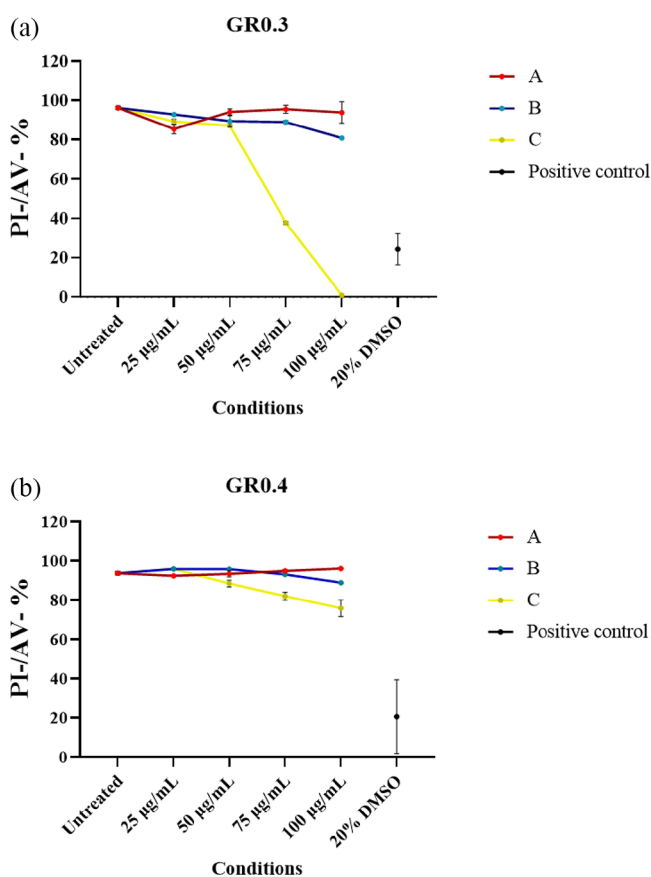 (a)
GR0.3
PI-/AV- %
120
100
80
60
40
20
0
Untreated
25 µg/mL
50 µg/mL
75 µg/mL
100 µg/mL
20% DMSO
Conditions
A
B
C
Positive control
(b)
GR0.4
PI-/AV- %
120
100
80
60
40
20
0
Untreated
25 µg/mL
50 µg/mL
75 µg/mL
100 µg/mL
20% DMSO
Conditions
A
B
C
Positive control